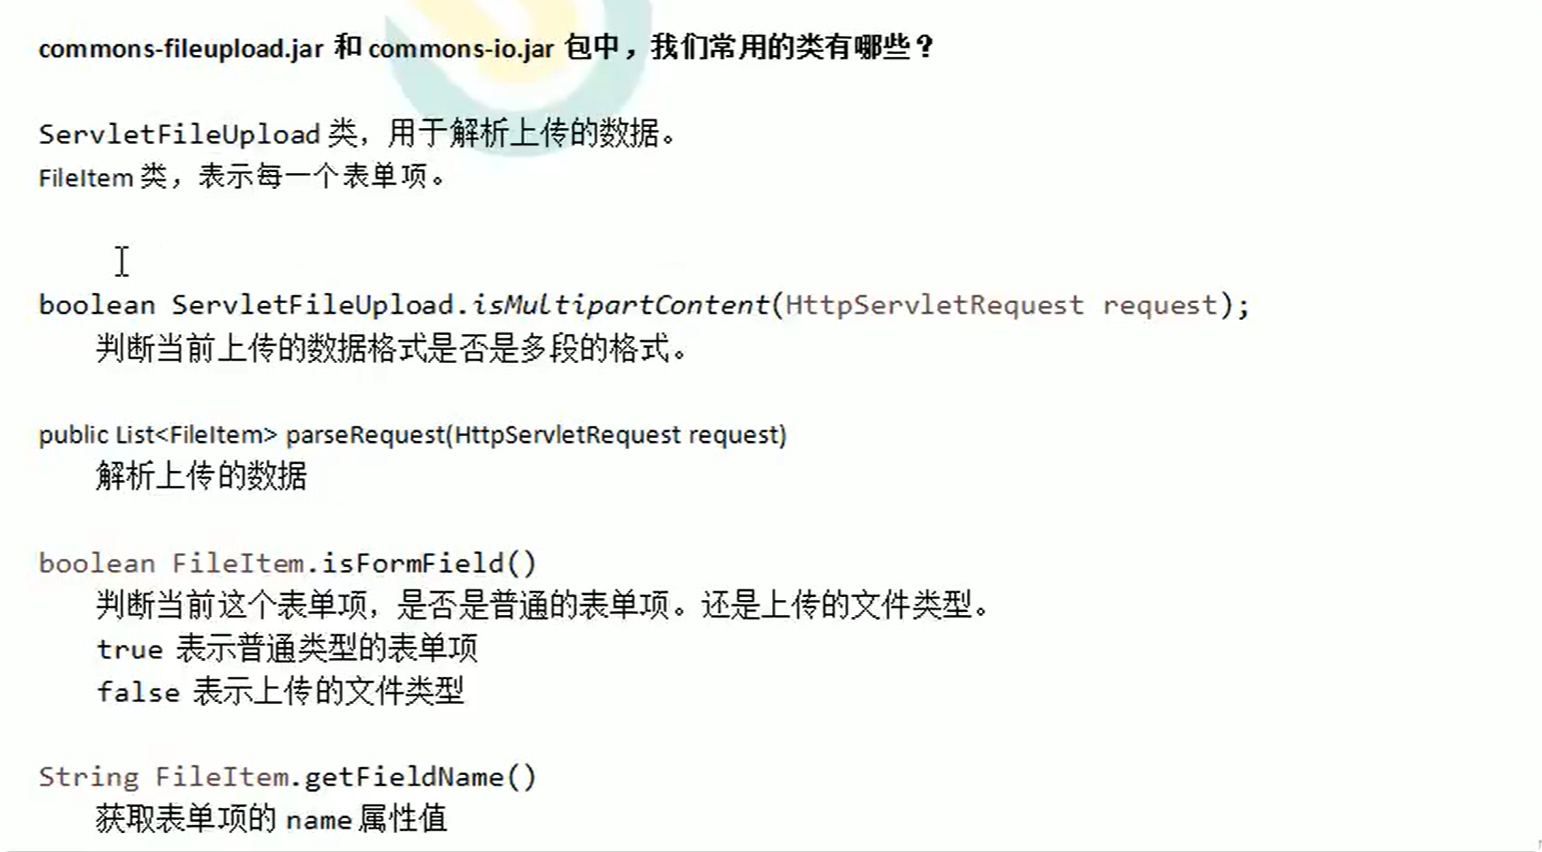 commons-fileupload.jar 和 commons-io.jar 包中，我们常用的类有哪些？
ServletFileUpload 类，用于解析上传的数据。
FileItem 类，表示每一个表单项。
boolean ServletFileUpload.isMultipartContent(HttpServletRequest request);
判断当前上传的数据格式是否是多段的格式。
public List<FileItem> parseRequest(HttpServletRequest request)
解析上传的数据
boolean FileItem.isFormField()
判断当前这个表单项，是否是普通的表单项。还是上传的文件类型。
true 表示普通类型的表单项
false 表示上传的文件类型
String FileItem.getFieldName()
获取表单项的 name 属性值